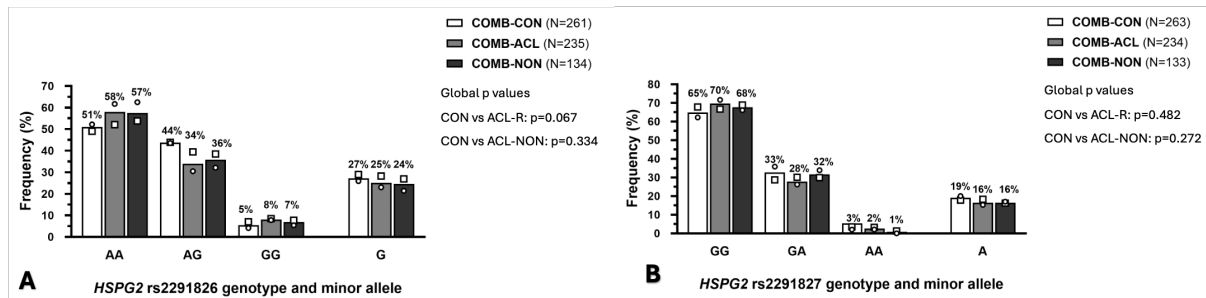 COMB-CON (N=261)
COMB-ACL (N=235)
COMB-NON (N=134)
Global p values
CON vs ACL-R: p=0.067
CON vs ACL-NON: p=0.334
Frequency (%)
70
60
50
40
30
20
10
0
51%
58%
57%
44%
34%
36%
5%
8%
7%
27%
25%
24%
AA
AG
GG
G
A
HSPG2 rs2291826 genotype and minor allele
COMB-CON (N=263)
COMB-ACL (N=234)
COMB-NON (N=133)
Global p values
CON vs ACL-R: p=0.482
CON vs ACL-NON: p=0.272
Frequency (%)
80
70
60
50
40
30
20
10
0
65%
70%
68%
33%
28%
32%
3%
2%
1%
19%
16%
16%
GG
GA
AA
A
B
HSPG2 rs2291827 genotype and minor allele